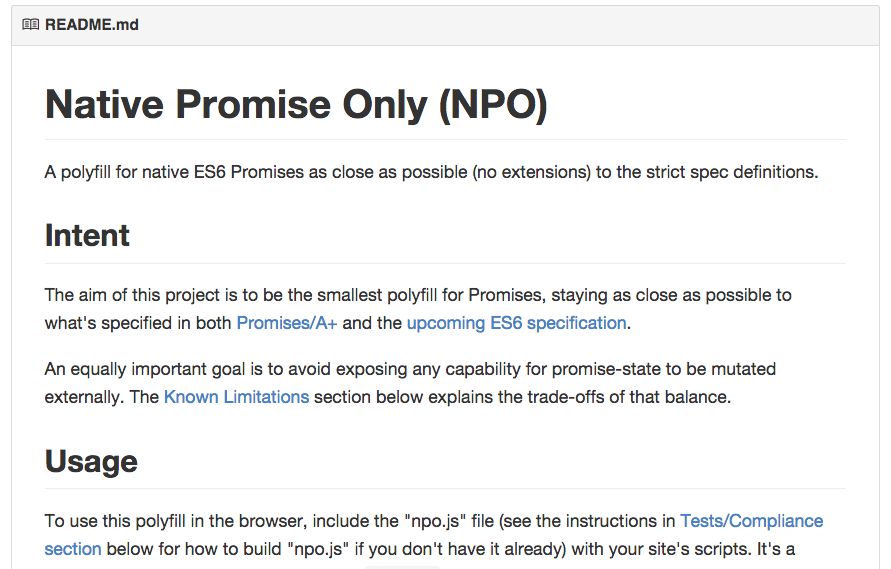 README.md
Native Promise Only (NPO)
A polyfill for native ES6 Promises as close as possible (no extensions) to the strict spec definitions.
Intent
The aim of this project is to be the smallest polyfill for Promises, staying as close as possible to
what's specified in both Promises/A+ and the upcoming ES6 specification.
An equally important goal is to avoid exposing any capability for promise-state to be mutated
externally. The Known Limitations section below explains the trade-offs of that balance.
Usage
To use this polyfill in the browser, include the "npo.js" file (see the instructions in Tests/Compliance
section below for how to build "npo.js" if you don't have it already) with your site's scripts. It's a